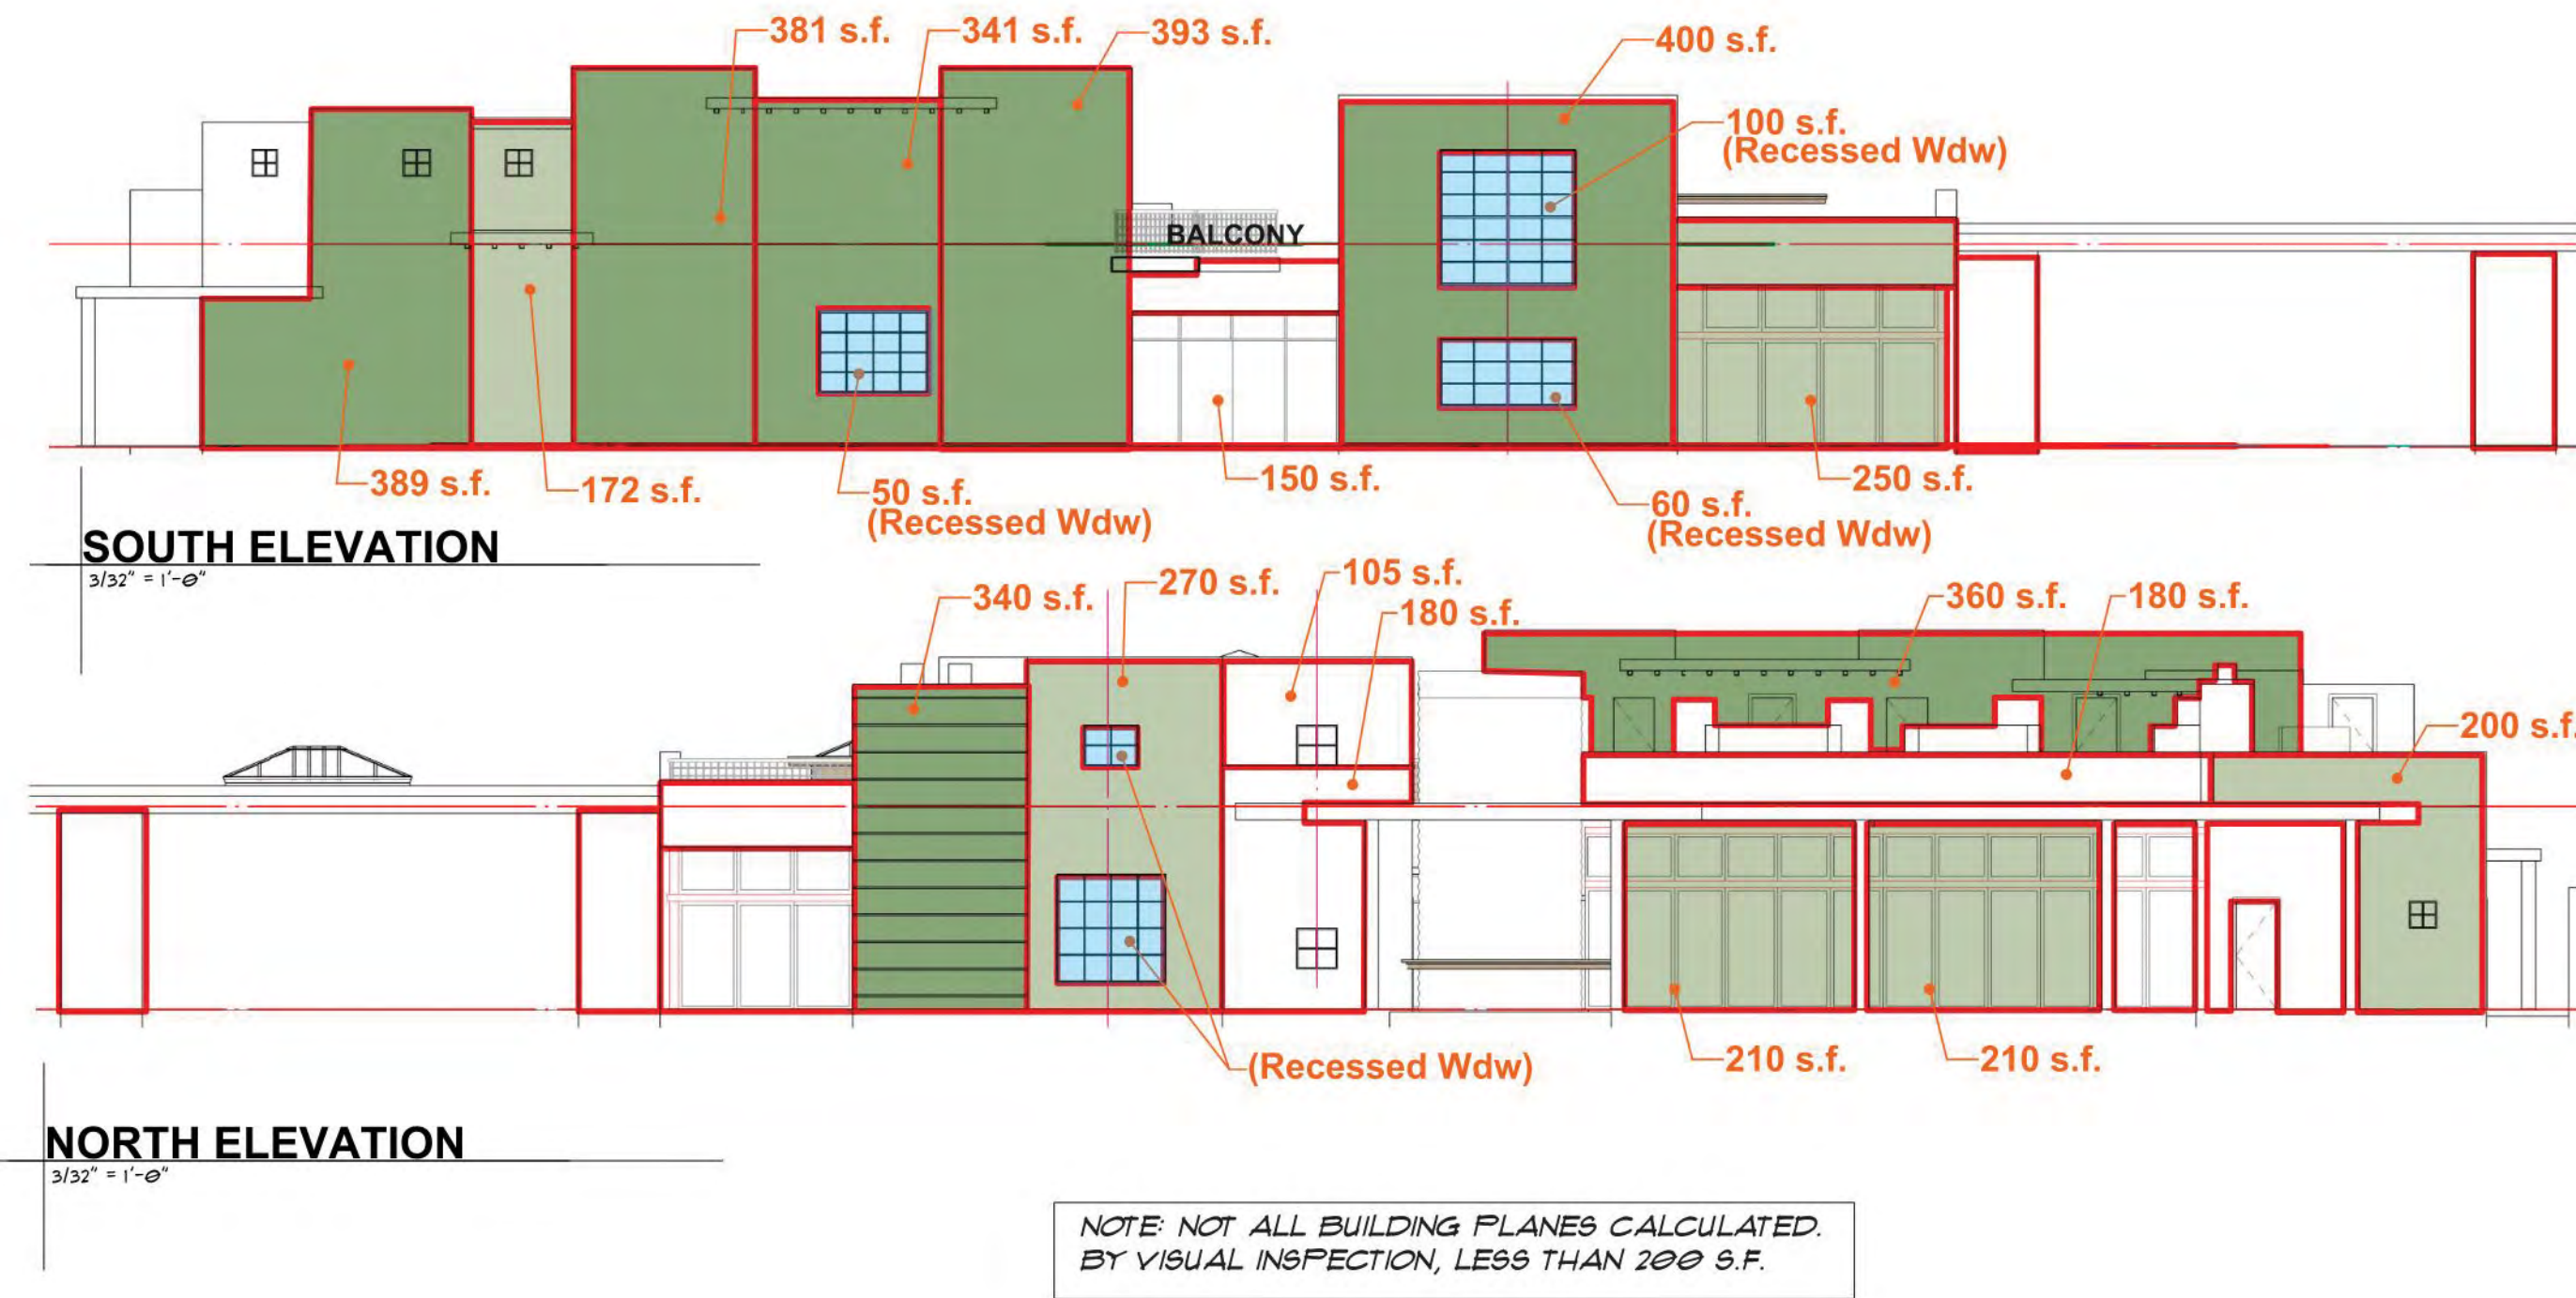 381 s.f.
341 s.f.
393 s.f.
400 s.f.
100 s.f.
(Recessed Wdw)
BALCONY
389 s.f.
172 s.f.
50 s.f.
(Recessed Wdw)
150 s.f.
60 s.f.
(Recessed Wdw)
250 s.f.
SOUTH ELEVATION
3/32" = 1'-0"
340 s.f.
270 s.f.
105 s.f.
180 s.f.
360 s.f.
180 s.f.
200 s.f.
(Recessed Wdw)
210 s.f.
210 s.f.
NORTH ELEVATION
3/32" = 1'-0"
NOTE: NOT ALL BUILDING PLANES CALCULATED.
BY VISUAL INSPECTION, LESS THAN 200 S.F.